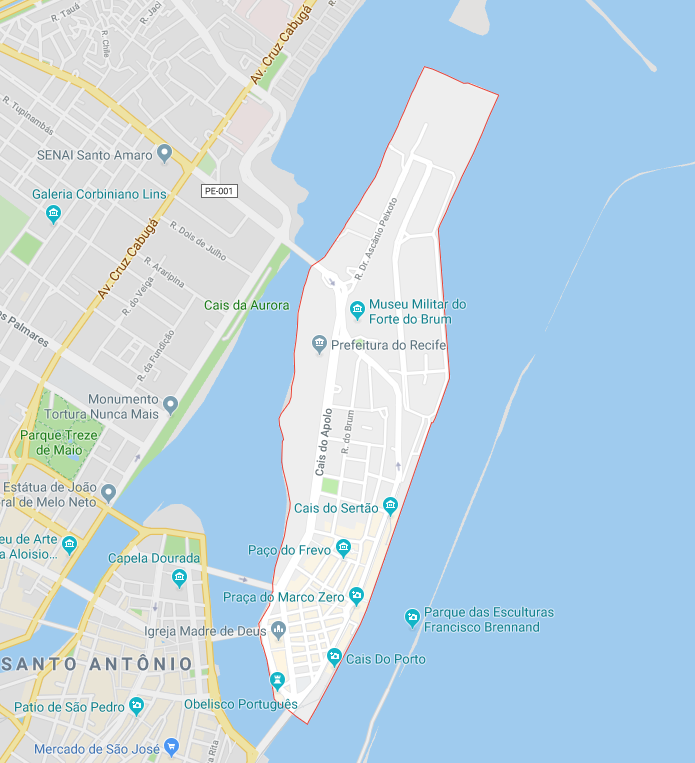 R. Tauá
R. Jací
R. Chile
Av. Cruz Cabugá
R. Tupinambás
SENAI Santo Amaro
PE-001
Galeria Corbiniano Lins
Av. Cruz Cabugá
R. Dois de Julho
R. Araripina
R. do Veiga
R. Dr. Ascânio Peixoto
Cais da Aurora
Museu Militar do
Forte do Brum
os Palmares
R. da Fundição
Prefeitura do Recife
Monumento
Tortura Nunca Mais
Cais do Apolo
R. do Brum
Parque Treze
de Maio
Estátua de João
ral de Melo Neto
Cais do Sertão
eu de Arte
a Aloisio...
Capela Dourada
Paço do Frevo
Praça do Marco Zero
Parque das Esculturas
Francisco Brennand
Igreja Madre de Deus
SANTO ANTÔNIO
Cais Do Porto
Patio de São Pedro
Obelisco Português
Mercado de São José
Rita